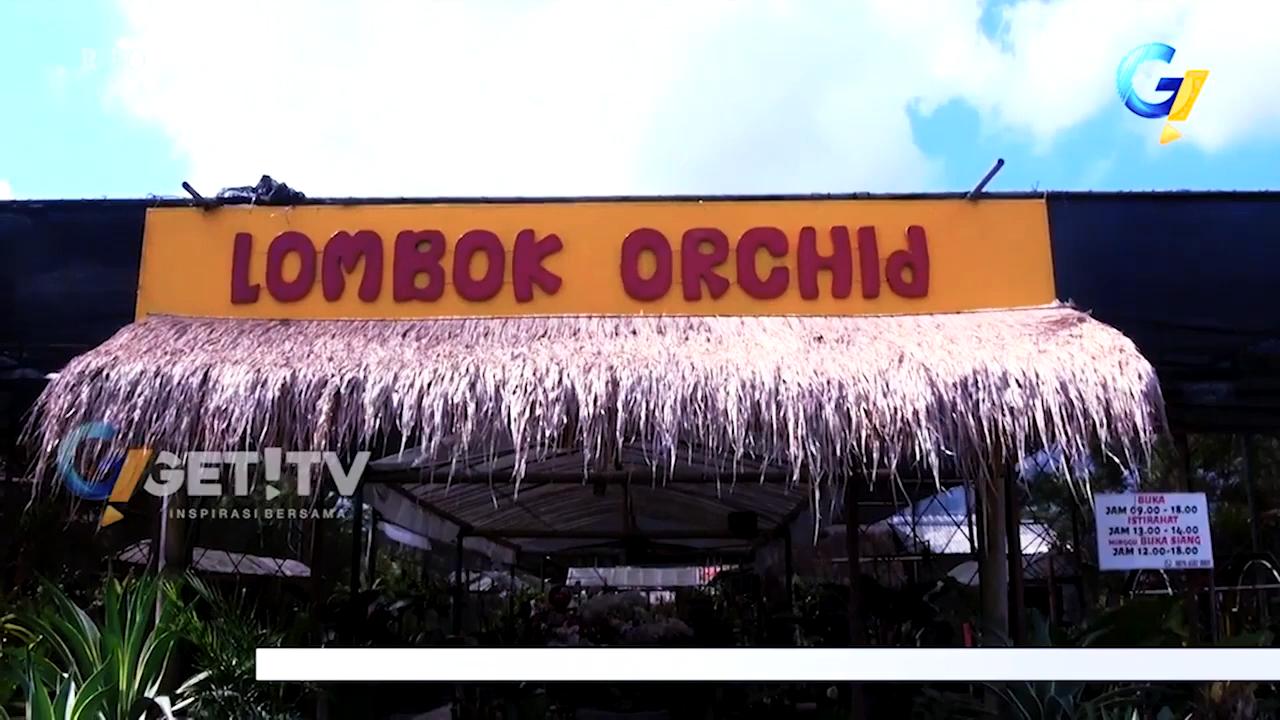 LOMBOK ORCHId
GET!TV
INSPIRASI BERSAMA
BUKA
JAM 09.00 - 18.00
ISTIRAHAT
JAM 13.00 - 14.00
MINGGU BUKA SIANG
JAM 12.00-18.00